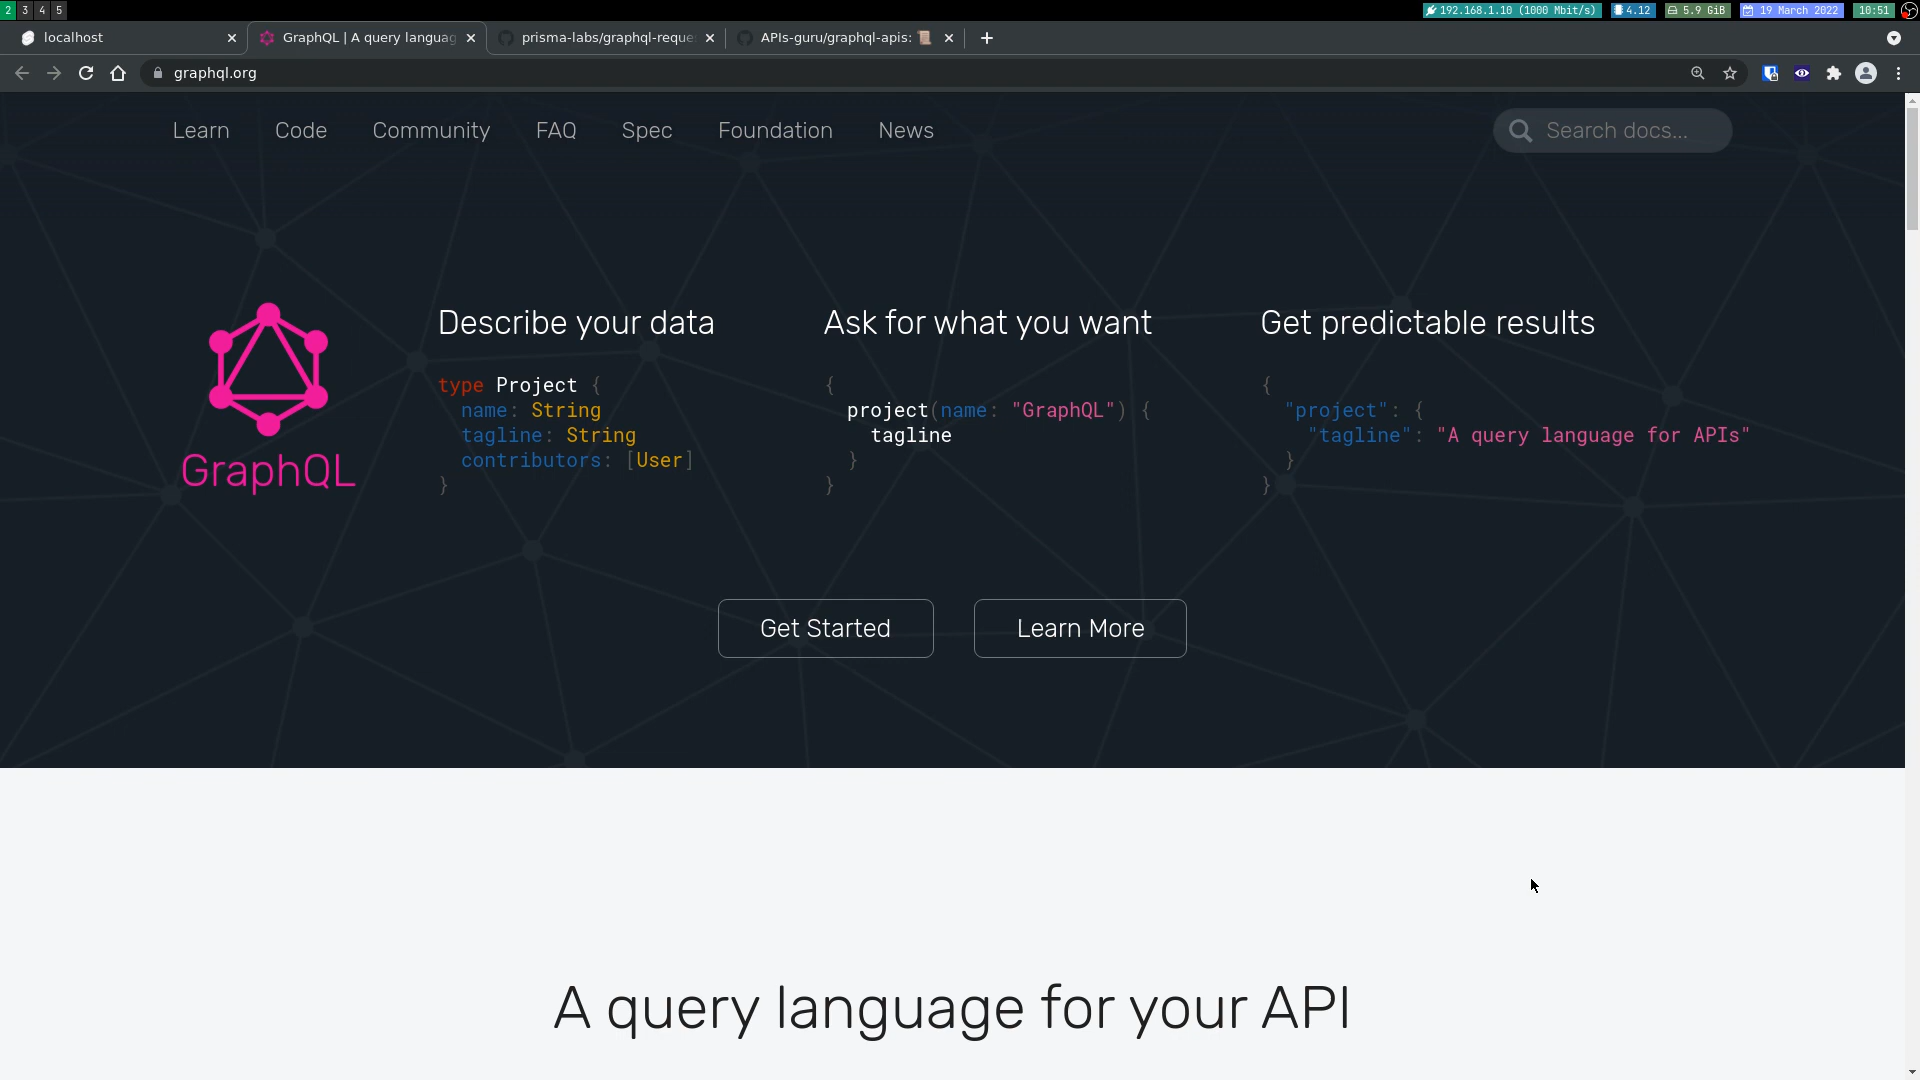 2 3 4 5
192.168.1.10 (1000 Mbit/s) 4.12 5.9 GiB 19 March 2022 10:51
localhost GraphQL | A query languag prisma-labs/graphql-reque APIs-guru/graphql-apis:
graphql.org
Learn Code Community FAQ Spec Foundation News
Search docs...
GraphQL
Describe your data
type Project {
name: String
tagline: String
contributors: [User]
}
Ask for what you want
{
project(name: "GraphQL") {
tagline
}
}
Get predictable results
{
"project": {
"tagline": "A query language for APIs"
}
}
Get Started
Learn More
A query language for your API